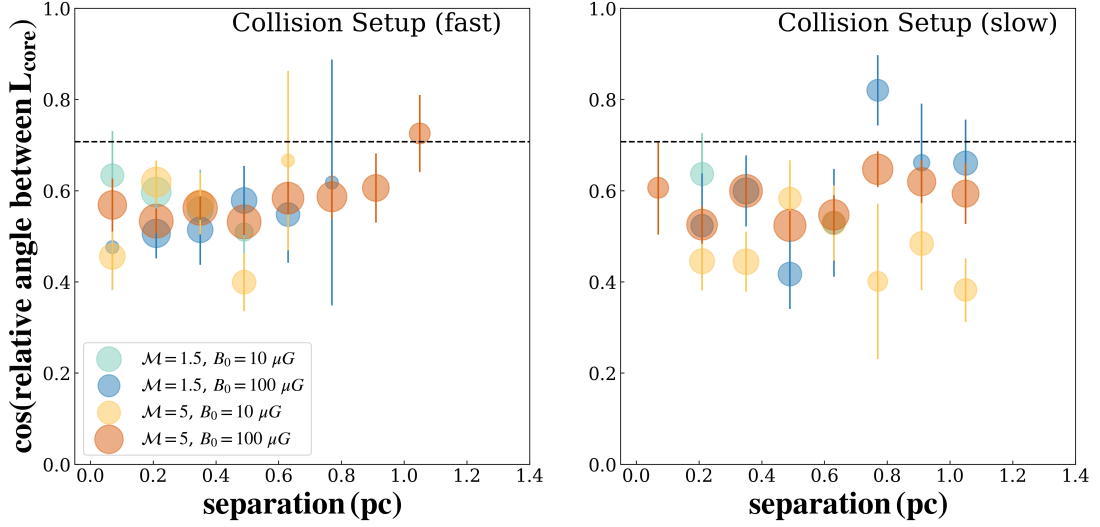 Collision Setup (fast)
cos(relative angle between L_core)
1.0
0.8
0.6
0.4
0.2
0.0
ℳ = 1.5, B₀ = 10 μG
ℳ = 1.5, B₀ = 100 μG
ℳ = 5, B₀ = 10 μG
ℳ = 5, B₀ = 100 μG
0.0 0.2 0.4 0.6 0.8 1.0 1.2 1.4
separation (pc)
Collision Setup (slow)
1.0
0.8
0.6
0.4
0.2
0.0
0.0 0.2 0.4 0.6 0.8 1.0 1.2 1.4
separation (pc)